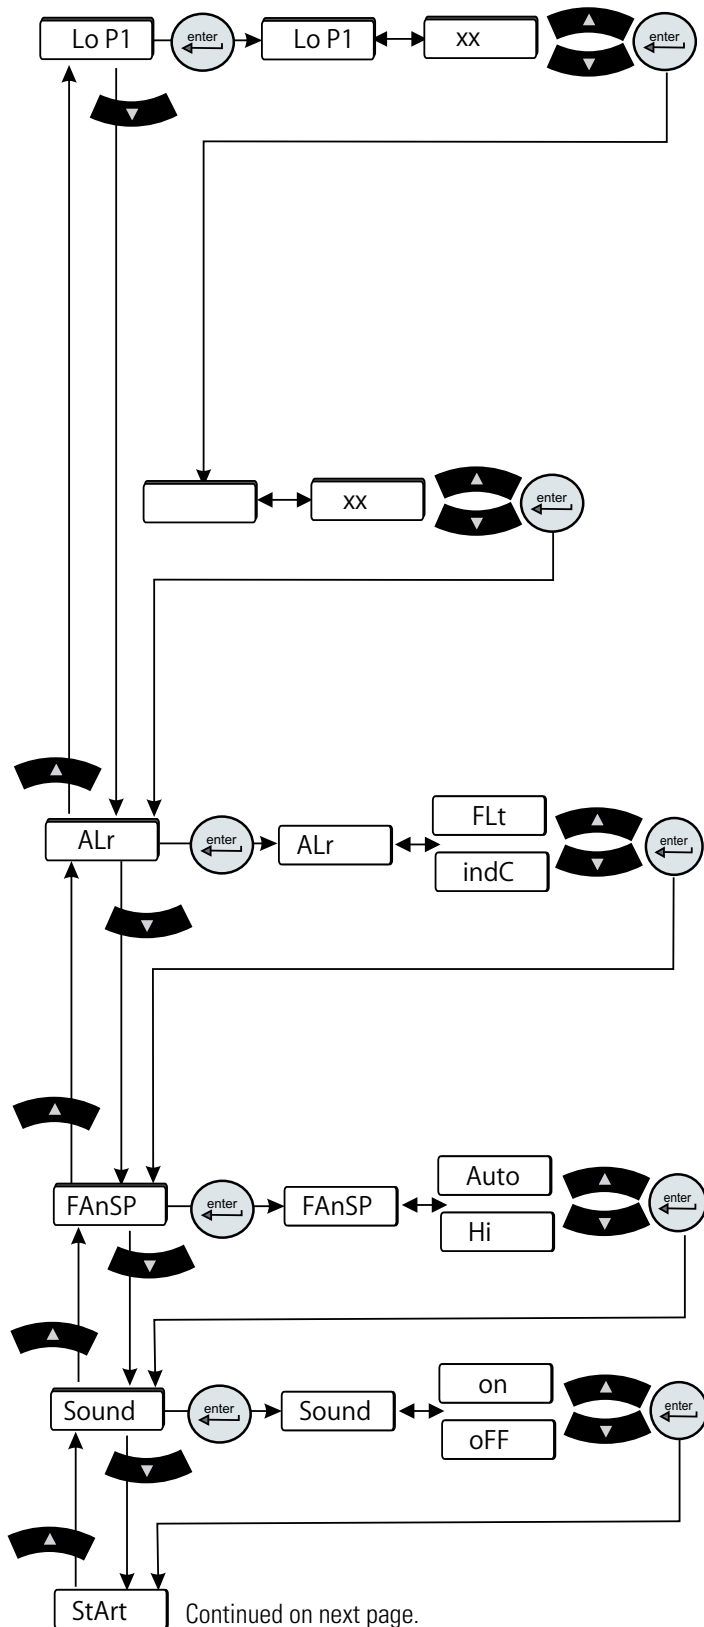 Lo P1 enter Lo P1 xx enter
xx enter
FLt
ALr enter ALr enter
indC
Auto
FAnSP enter FAnSP enter
Hi
on
Sound enter Sound enter
oFF
StArt Continued on next page.